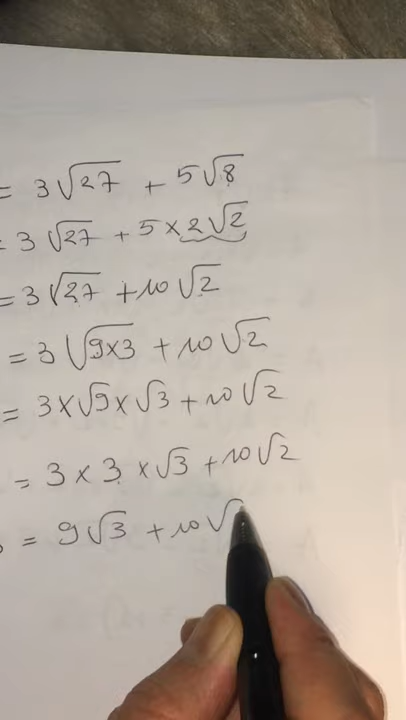 = 3√27 + 5√8
= 3√27 + 5 × 2√2
= 3√27 + 10√2
= 3√9×3 + 10√2
= 3×√9×√3 + 10√2
= 3 × 3 × √3 + 10√2
= 9√3 + 10√